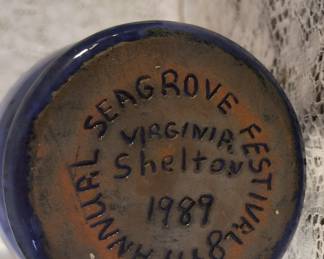 8TH ANNUAL SEAGROVE FESTIVAL
VIRGINIA
Shelton
1989